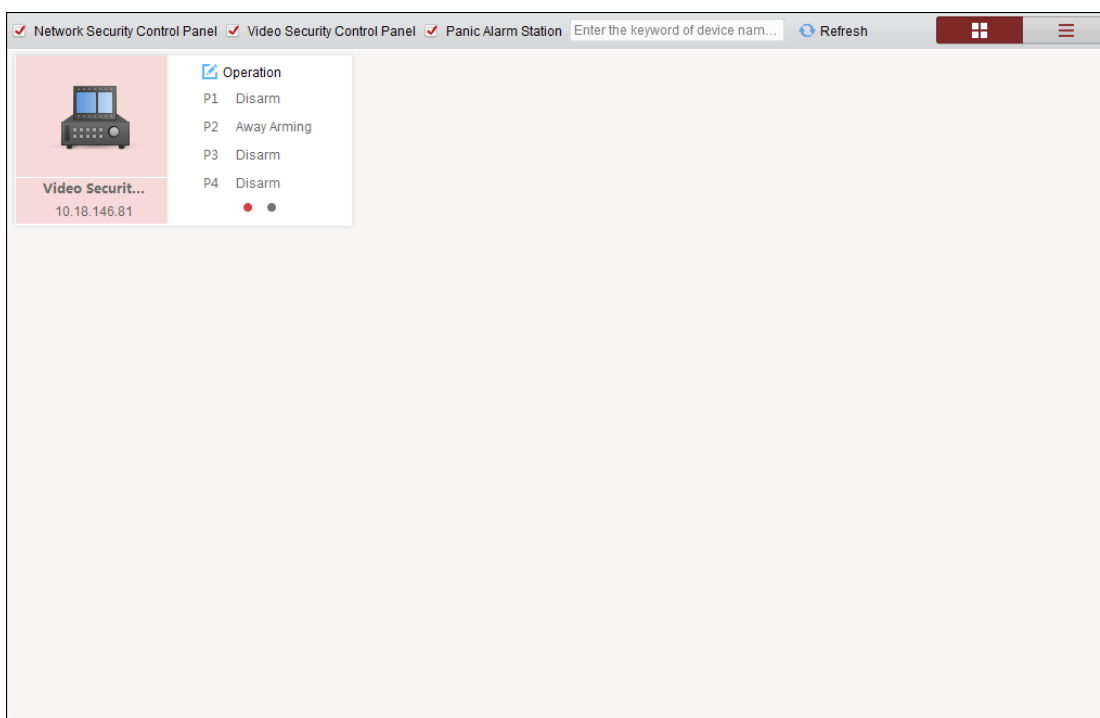 Network Security Control Panel Video Security Control Panel Panic Alarm Station Enter the keyword of device nam... Refresh
Operation
P1 Disarm
P2 Away Arming
P3 Disarm
P4 Disarm
Video Securit...
10.18.146.81